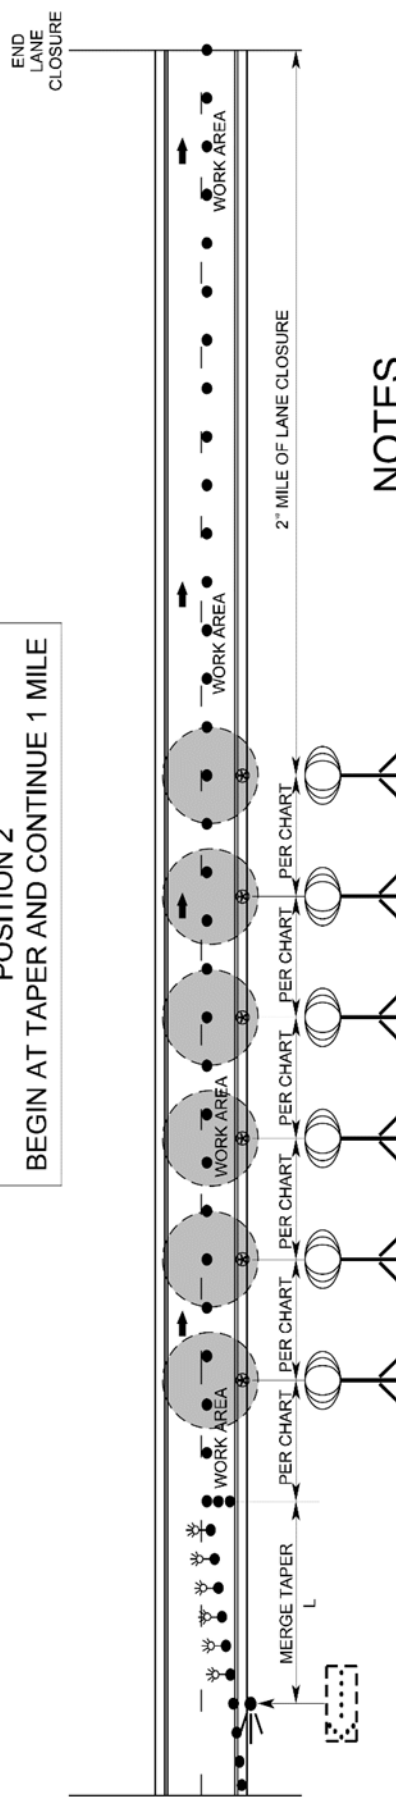 END
LANE
CLOSURE
WORK AREA
2" MILE OF LANE CLOSURE
NOTES
WORK AREA
POSITION 2
BEGIN AT TAPER AND CONTINUE 1 MILE
PER CHART
PER CHART
PER CHART
WORK AREA
PER CHART
PER CHART
WORK AREA
PER CHART
MERGE TAPER
L